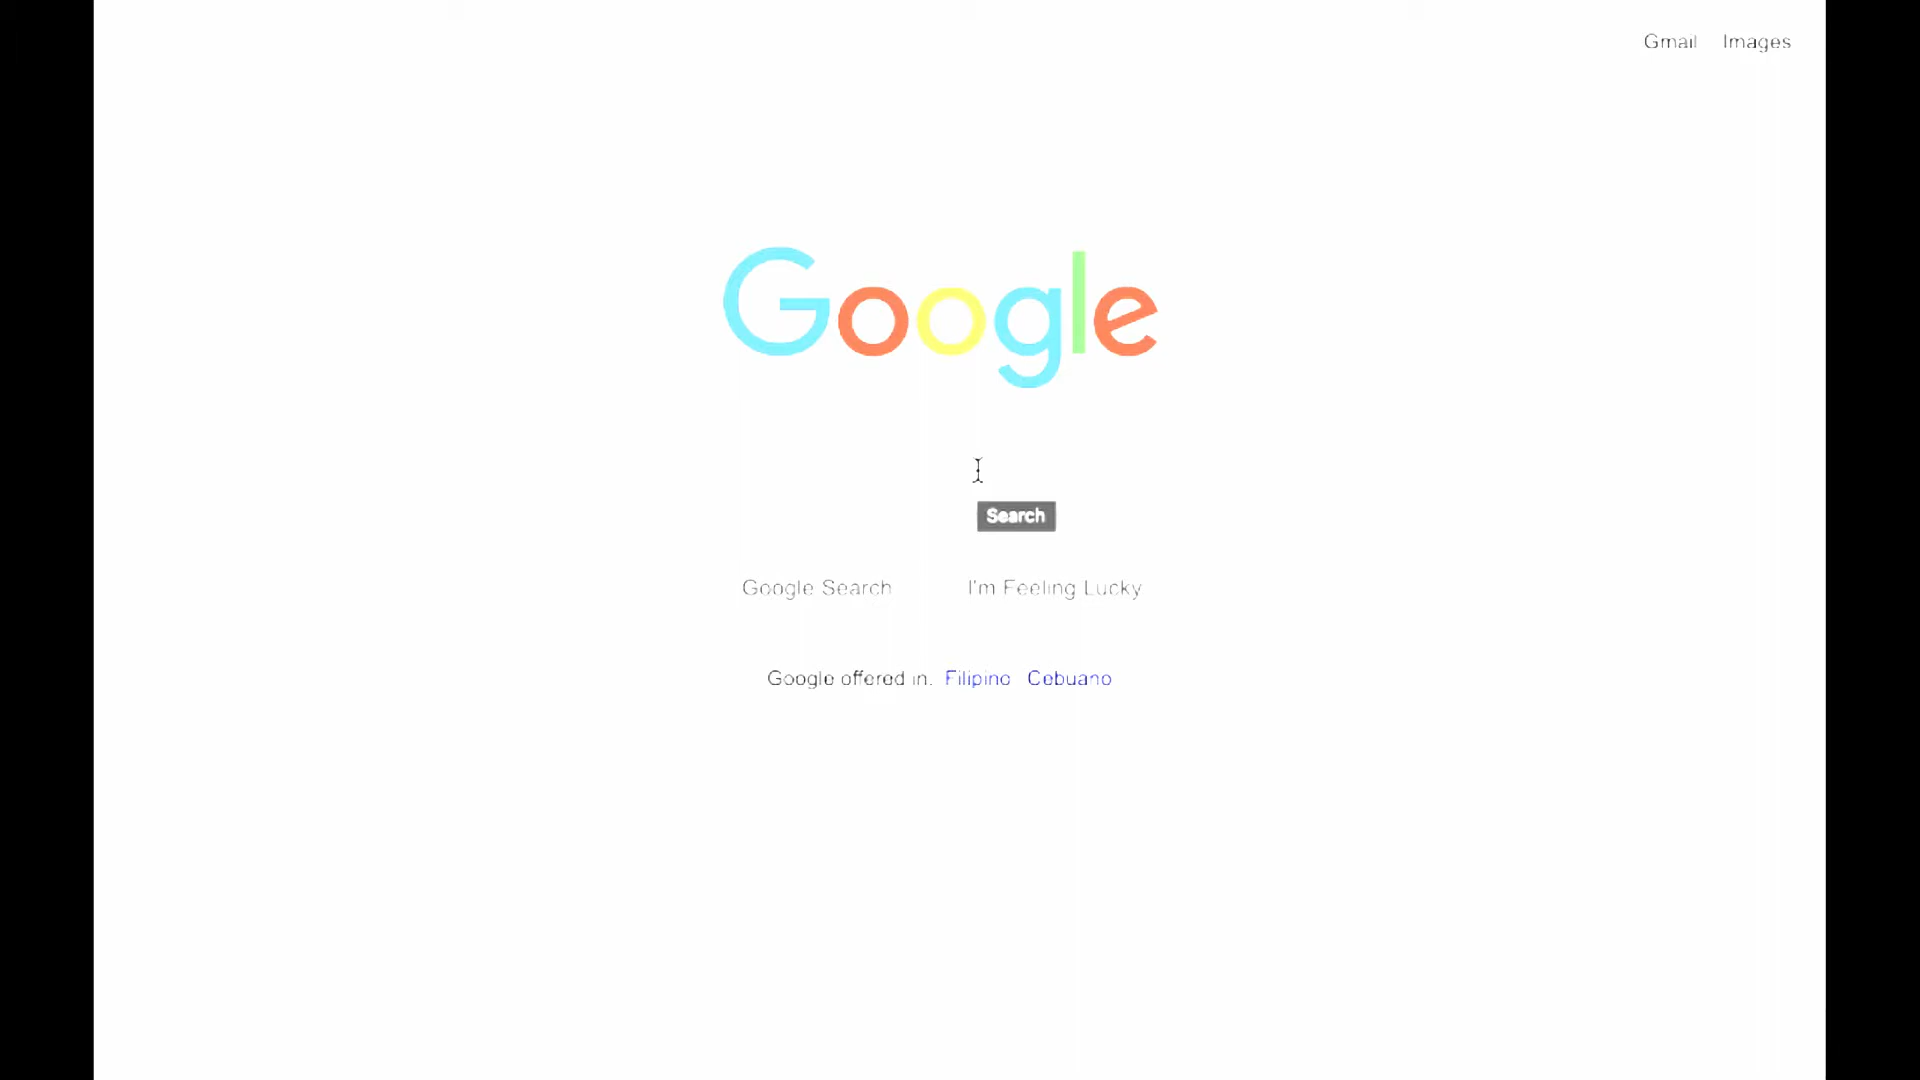 Gmail Images
Google
Search
Google Search I'm Feeling Lucky
Google offered in: Filipino Cebuano